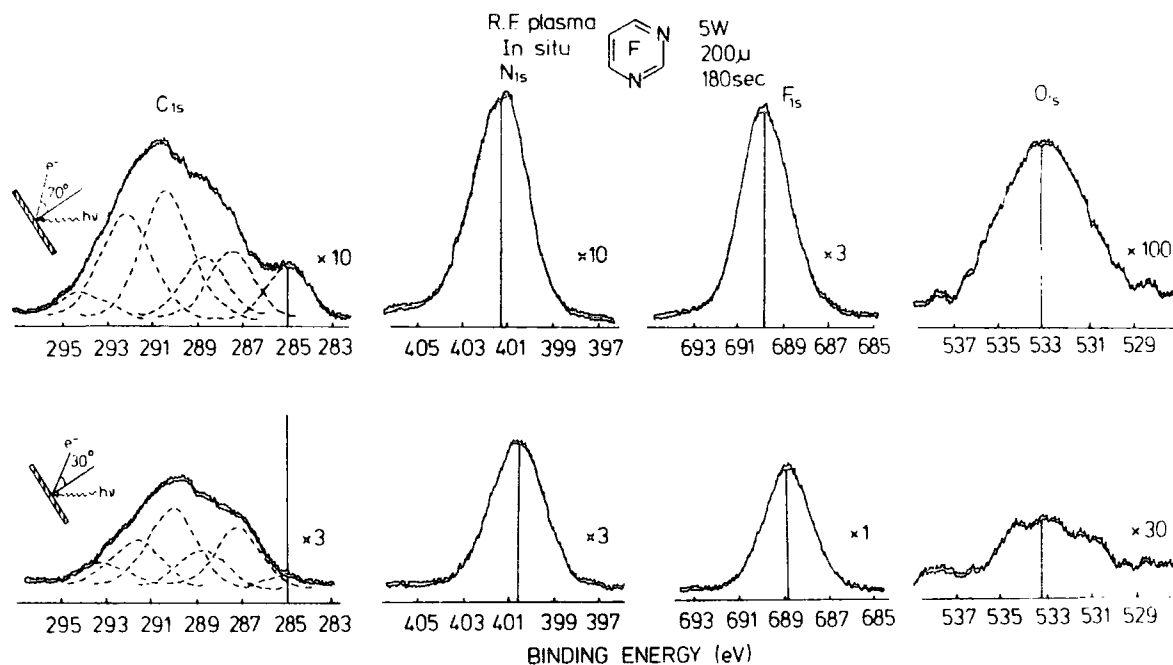 R.F. plasma 5W
In situ F N N 200μ
180sec
C1s N1s F1s O1s
e⁻
70°
hν
×10 ×10 ×3 ×100
295 293 291 289 287 285 283 405 403 401 399 397 693 691 689 687 685 537 535 533 531 529
e⁻
30°
hν
×3 ×3 ×1 ×30
295 293 291 289 287 285 283 405 403 401 399 397 693 691 689 687 685 537 535 533 531 529
BINDING ENERGY (eV)